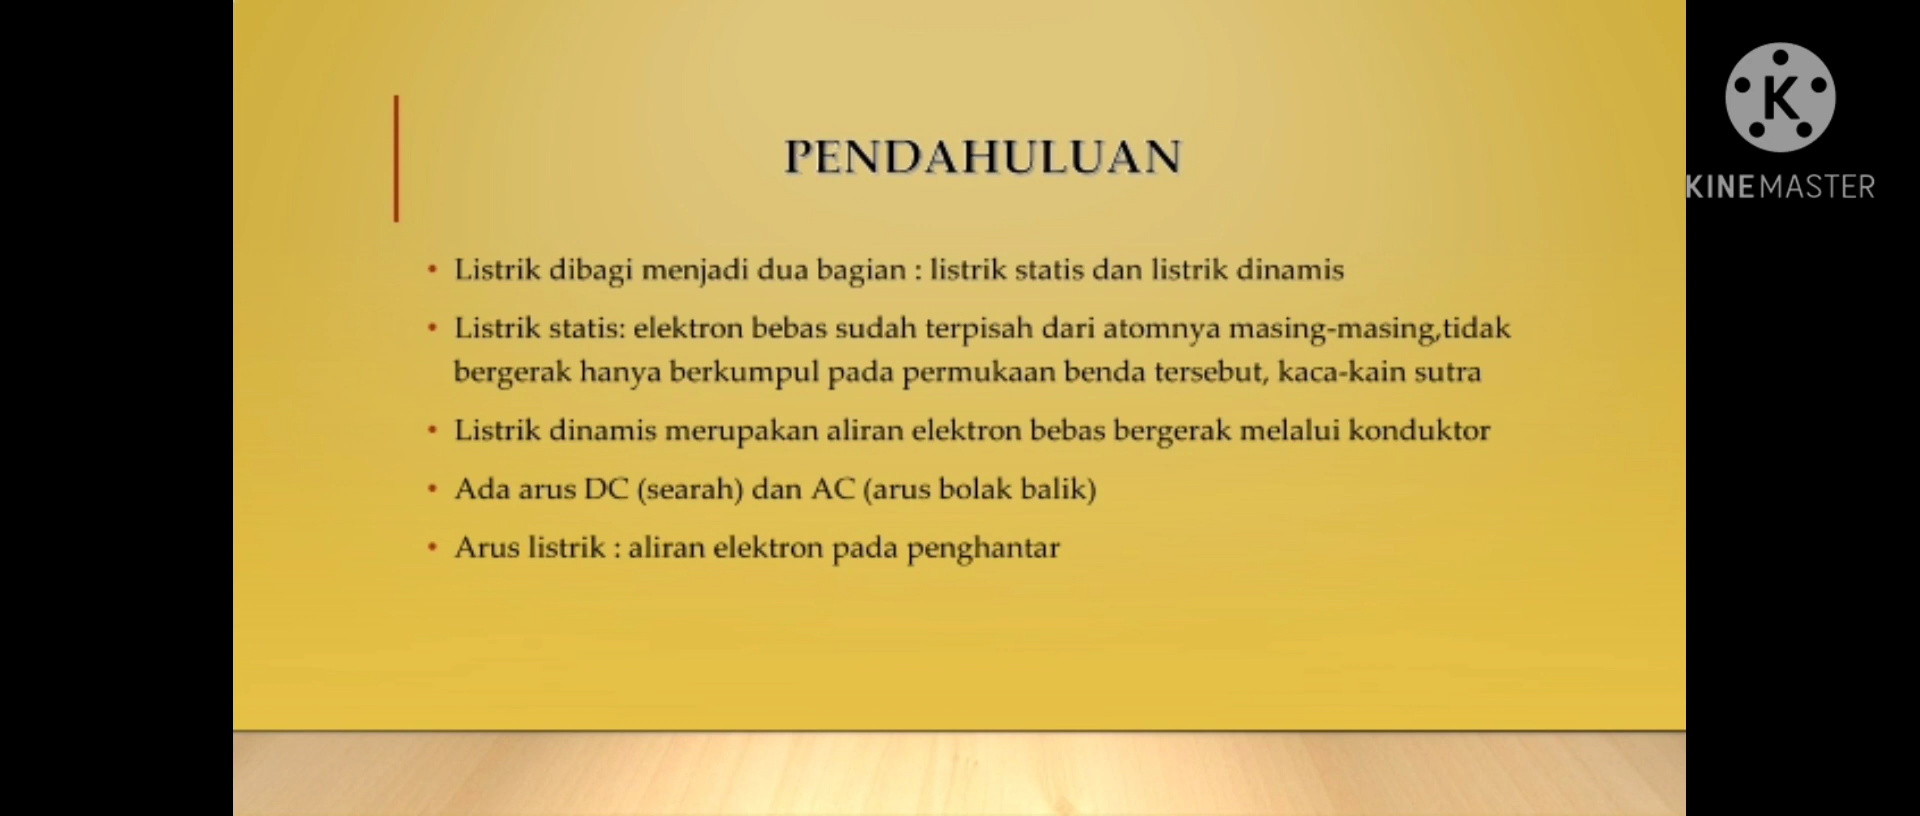 PENDAHULUAN
K
KINEMASTER
• Listrik dibagi menjadi dua bagian : listrik statis dan listrik dinamis
• Listrik statis: elektron bebas sudah terpisah dari atomnya masing-masing,tidak
bergerak hanya berkumpul pada permukaan benda tersebut, kaca-kain sutra
• Listrik dinamis merupakan aliran elektron bebas bergerak melalui konduktor
• Ada arus DC (searah) dan AC (arus bolak balik)
• Arus listrik : aliran elektron pada penghantar